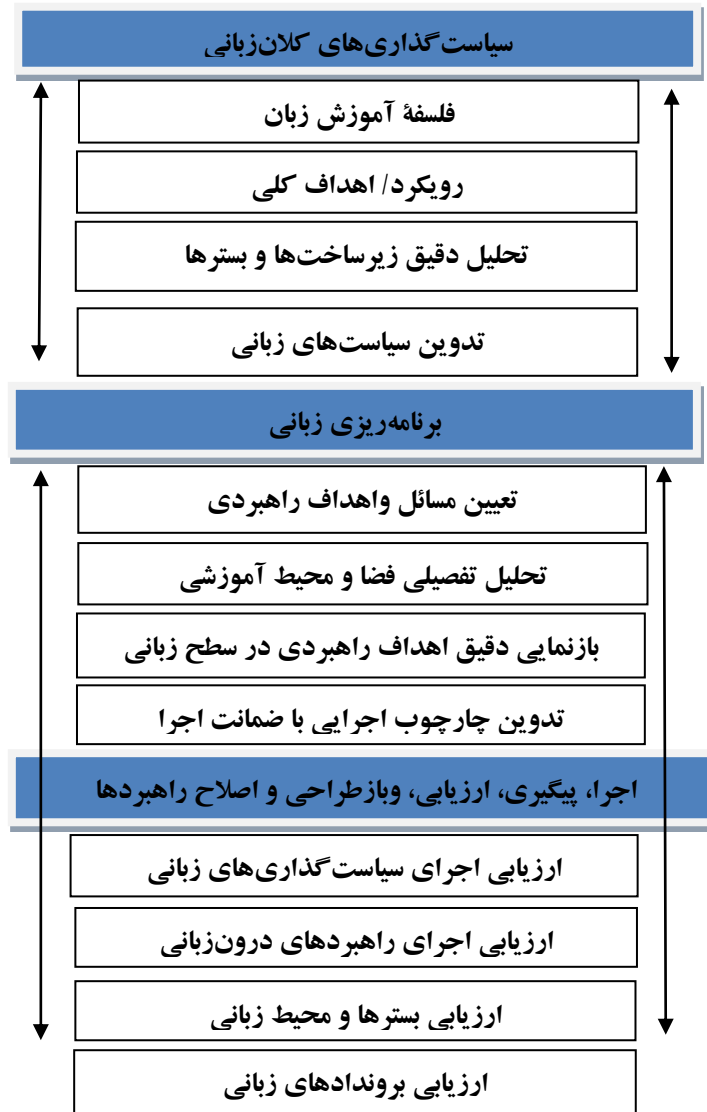 سیاست‌گذاری‌های کلان‌زبانی
فلسفۀ آموزش زبان
رویکرد/ اهداف کلی
تحلیل دقیق زیرساخت‌ها و بسترها
تدوین سیاست‌های زبانی
برنامه‌ریزی زبانی
تعیین مسائل واهداف راهبردی
تحلیل تفصیلی فضا و محیط آموزشی
بازنمایی دقیق اهداف راهبردی در سطح زبانی
تدوین چارچوب اجرایی با ضمانت اجرا
اجرا، پیگیری، ارزیابی، وبازطراحی و اصلاح راهبردها
ارزیابی اجرای سیاست‌گذاری‌های زبانی
ارزیابی اجرای راهبردهای درون‌زبانی
ارزیابی بسترها و محیط زبانی
ارزیابی بروندادهای زبانی